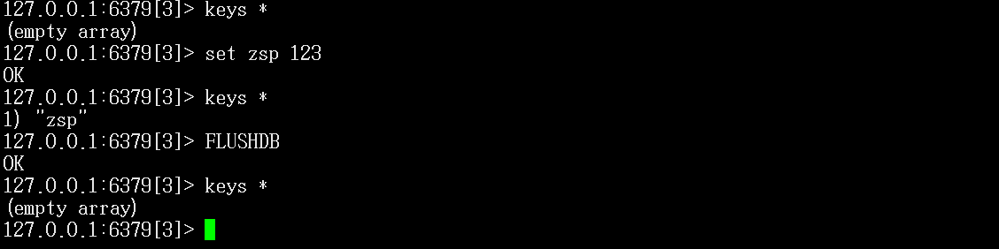 127.0.0.1:6379[3]> keys *
(empty array)
127.0.0.1:6379[3]> set zsp 123
OK
127.0.0.1:6379[3]> keys *
1) "zsp"
127.0.0.1:6379[3]> FLUSHDB
OK
127.0.0.1:6379[3]> keys *
(empty array)
127.0.0.1:6379[3]>